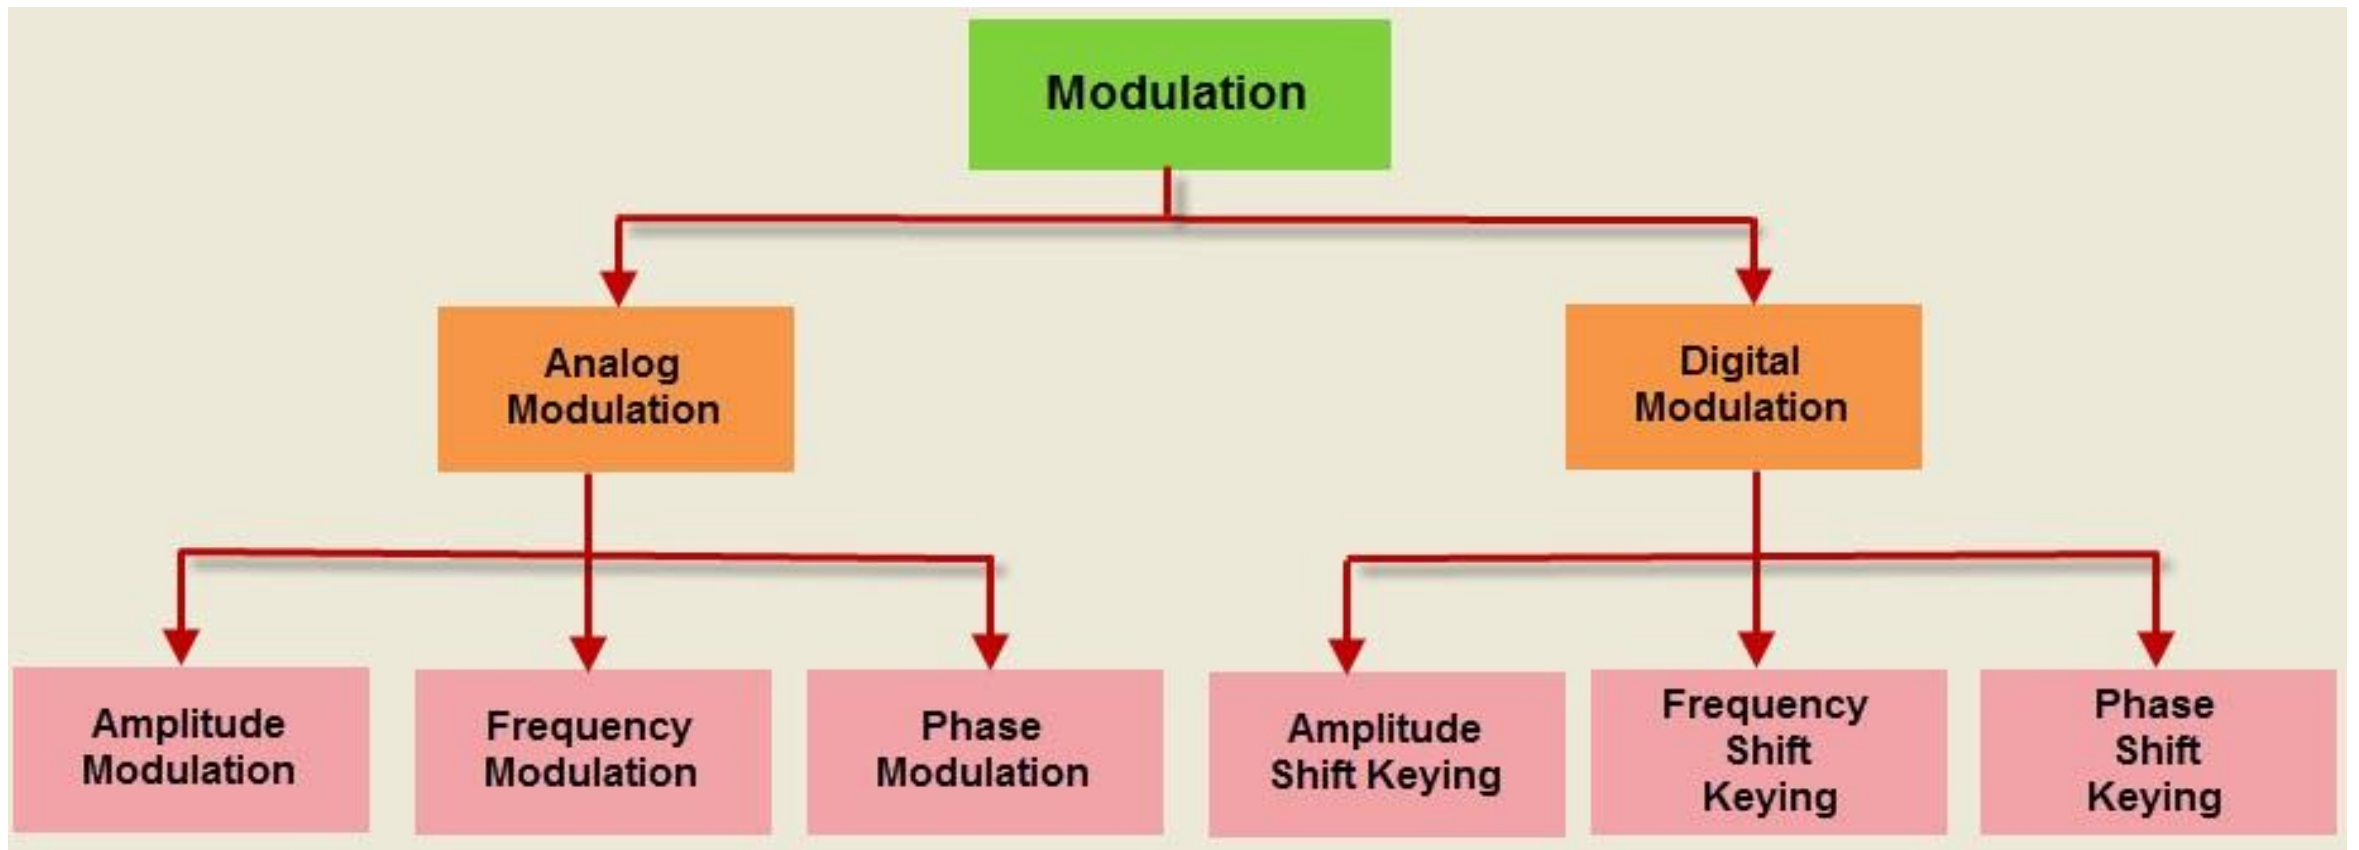 Modulation
Analog
Modulation
Digital
Modulation
Amplitude
Modulation
Frequency
Modulation
Phase
Modulation
Amplitude
Shift Keying
Frequency
Shift
Keying
Phase
Shift
Keying